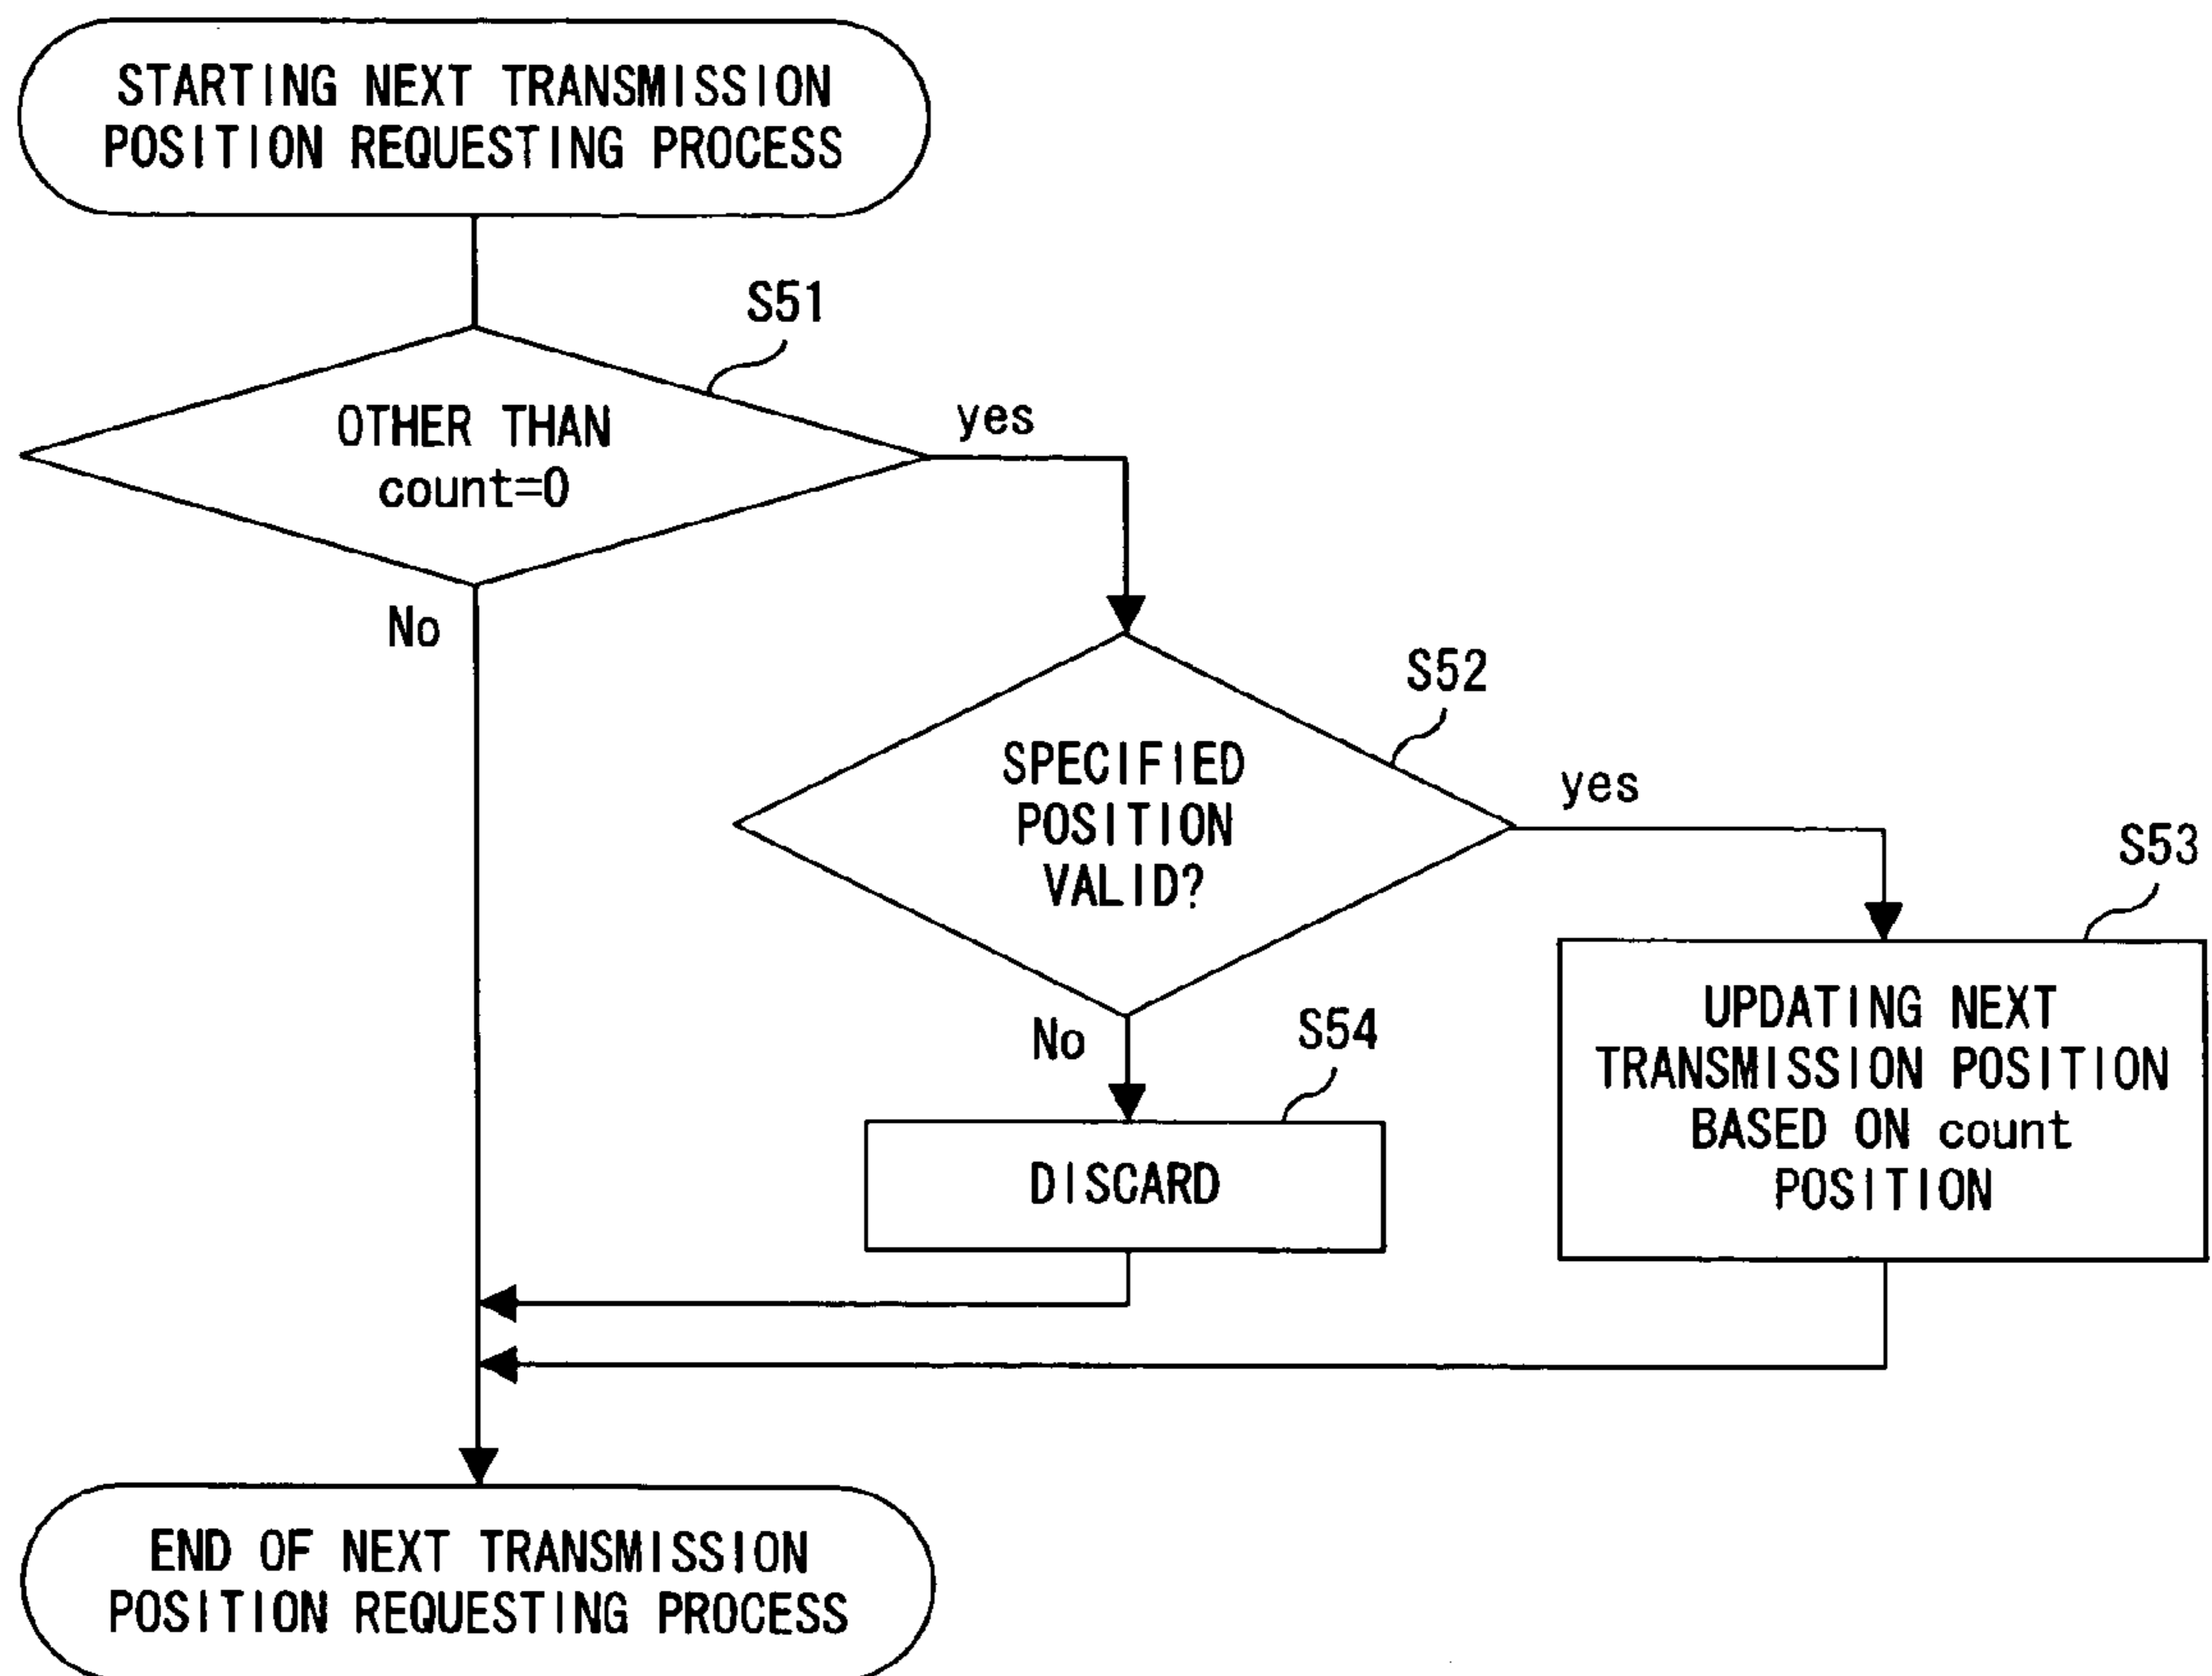 STARTING NEXT TRANSMISSION
POSITION REQUESTING PROCESS
S51
OTHER THAN
count=0
yes
No
S52
SPECIFIED
POSITION
VALID?
yes
S53
UPDATING NEXT
TRANSMISSION POSITION
BASED ON count
POSITION
No
S54
DISCARD
END OF NEXT TRANSMISSION
POSITION REQUESTING PROCESS